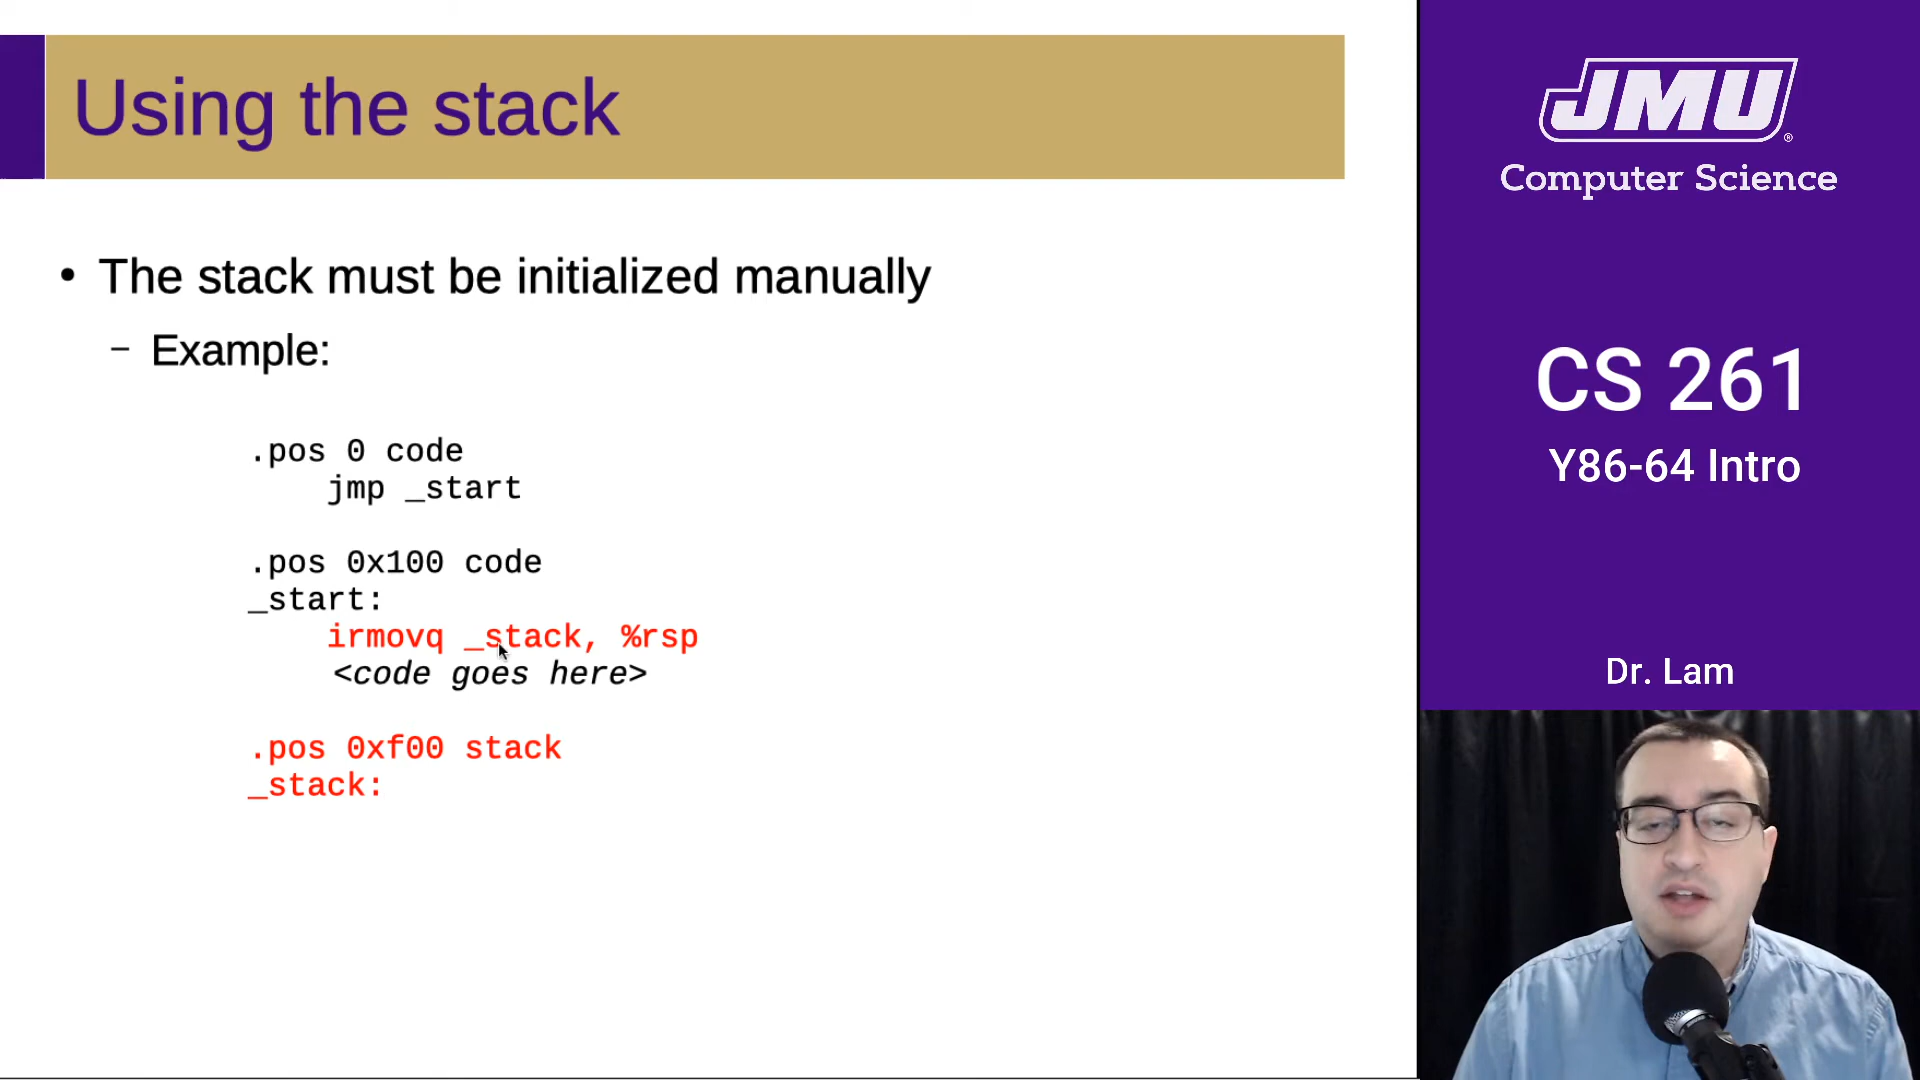 Using the stack
• The stack must be initialized manually
– Example:
.pos 0 code
jmp _start
.pos 0x100 code
_start:
irmovq _stack, %rsp
<code goes here>
.pos 0xf00 stack
_stack:
JMU®
Computer Science
CS 261
Y86-64 Intro
Dr. Lam